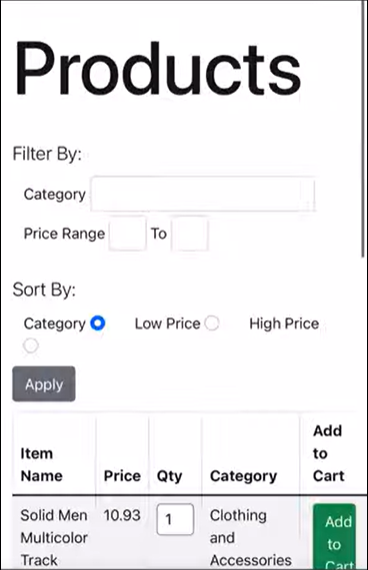 Products
Filter By:
Category
Price Range To
Sort By:
Category Low Price High Price
Apply
Item Name Price Qty Category Add to Cart
Solid Men Multicolor Track 10.93 1 Clothing and Accessories Add to Cart